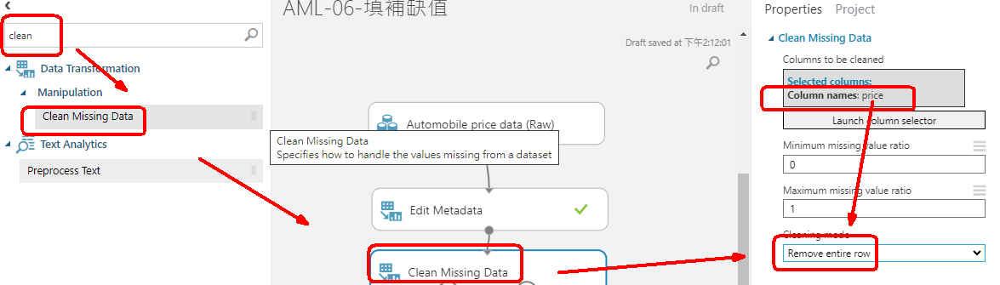 clean
Data Transformation
Manipulation
Clean Missing Data
Text Analytics
Preprocess Text
AML-06-填補缺值
In draft
Draft saved at 下午2:12:01
Automobile price data (Raw)
Clean Missing Data
Specifies how to handle the values missing from a dataset
Edit Metadata
Clean Missing Data
Properties Project
Clean Missing Data
Columns to be cleaned
Selected columns:
Column names: price
Launch column selector
Minimum missing value ratio
0
Maximum missing value ratio
1
Cleaning mode
Remove entire row